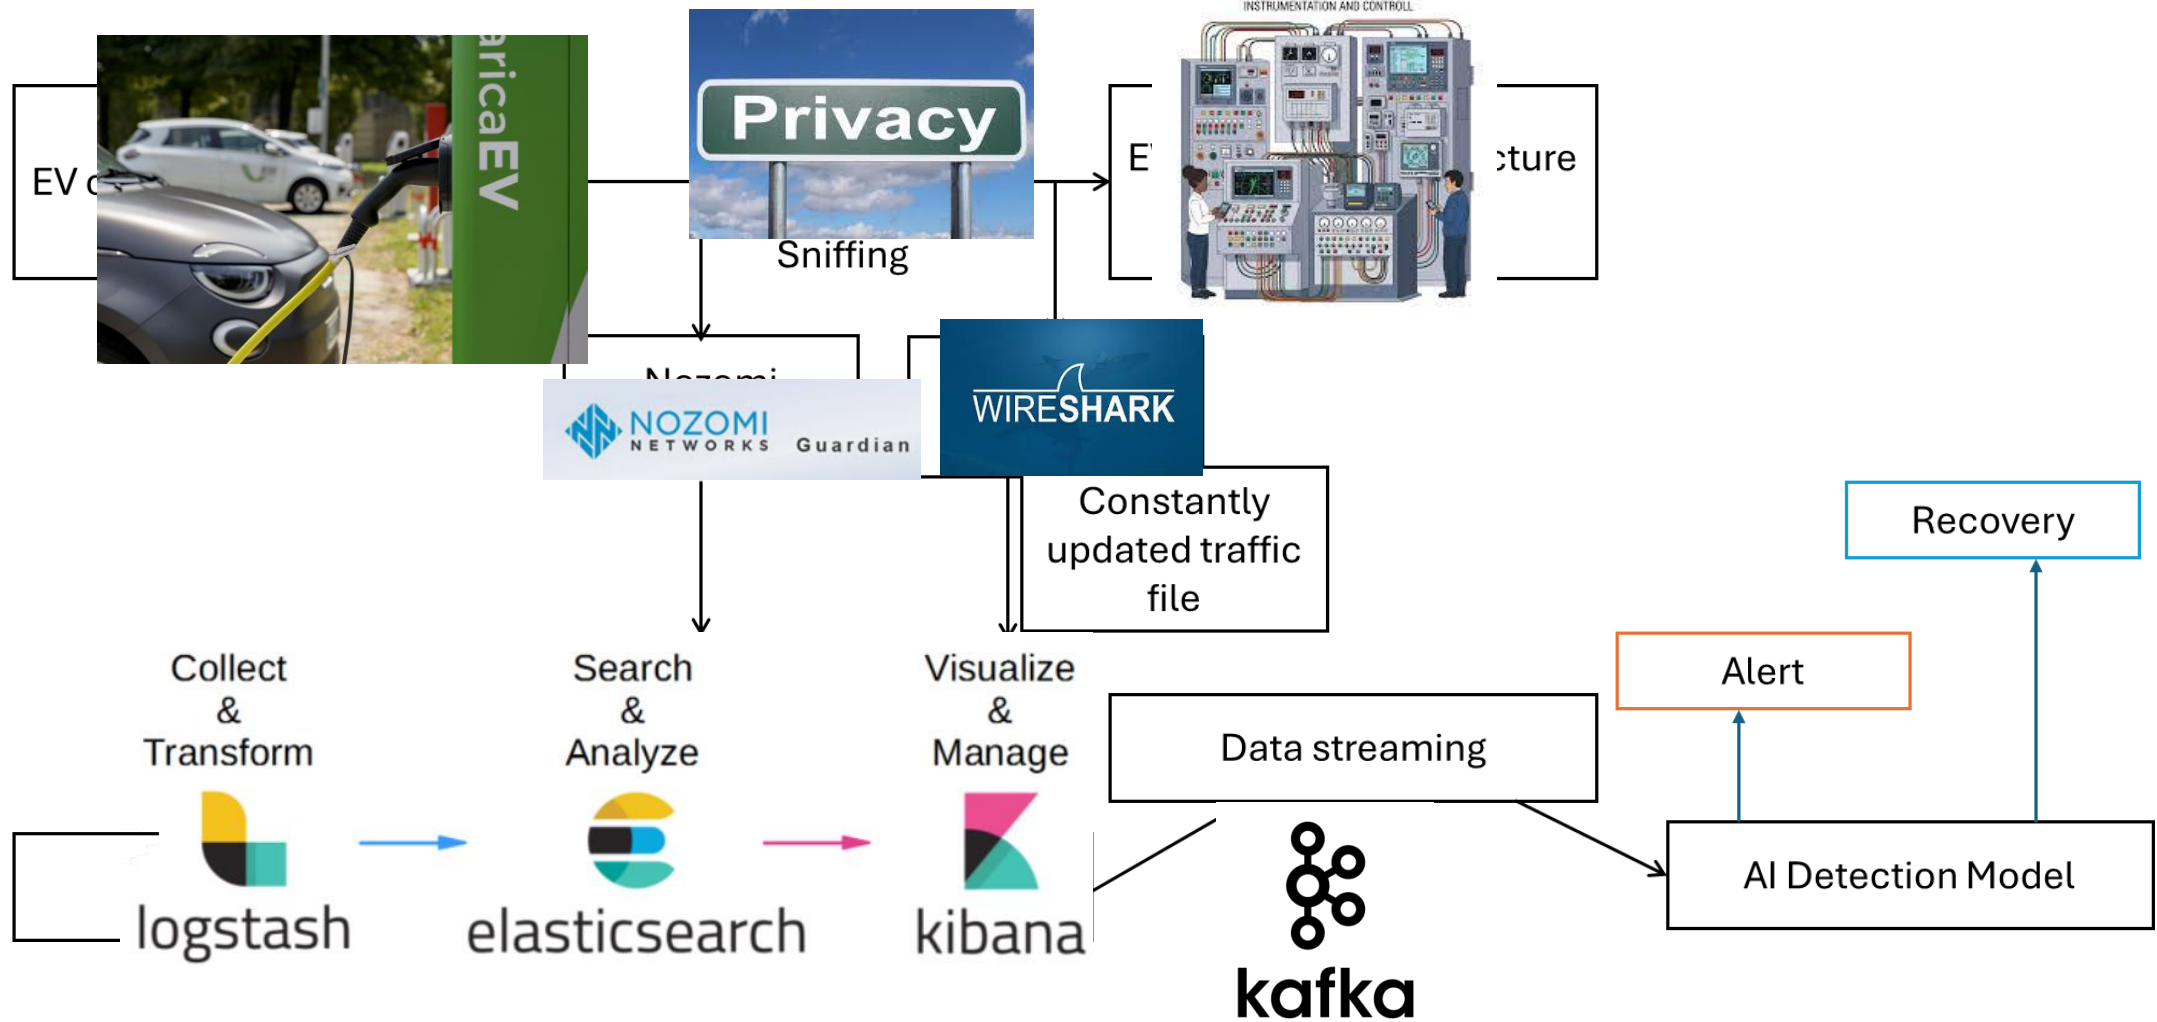 INSTRUMENTATION AND CONTROLL
aricaEV
Privacy
EV
cture
Sniffing
Nozomi
NOZOMI
NETWORKS Guardian
WIRESHARK
Constantly
updated traffic
file
Recovery
Alert
Collect
&
Transform
Search
&
Analyze
Visualize
&
Manage
Data streaming
AI Detection Model
logstash
elasticsearch
kibana
kafka